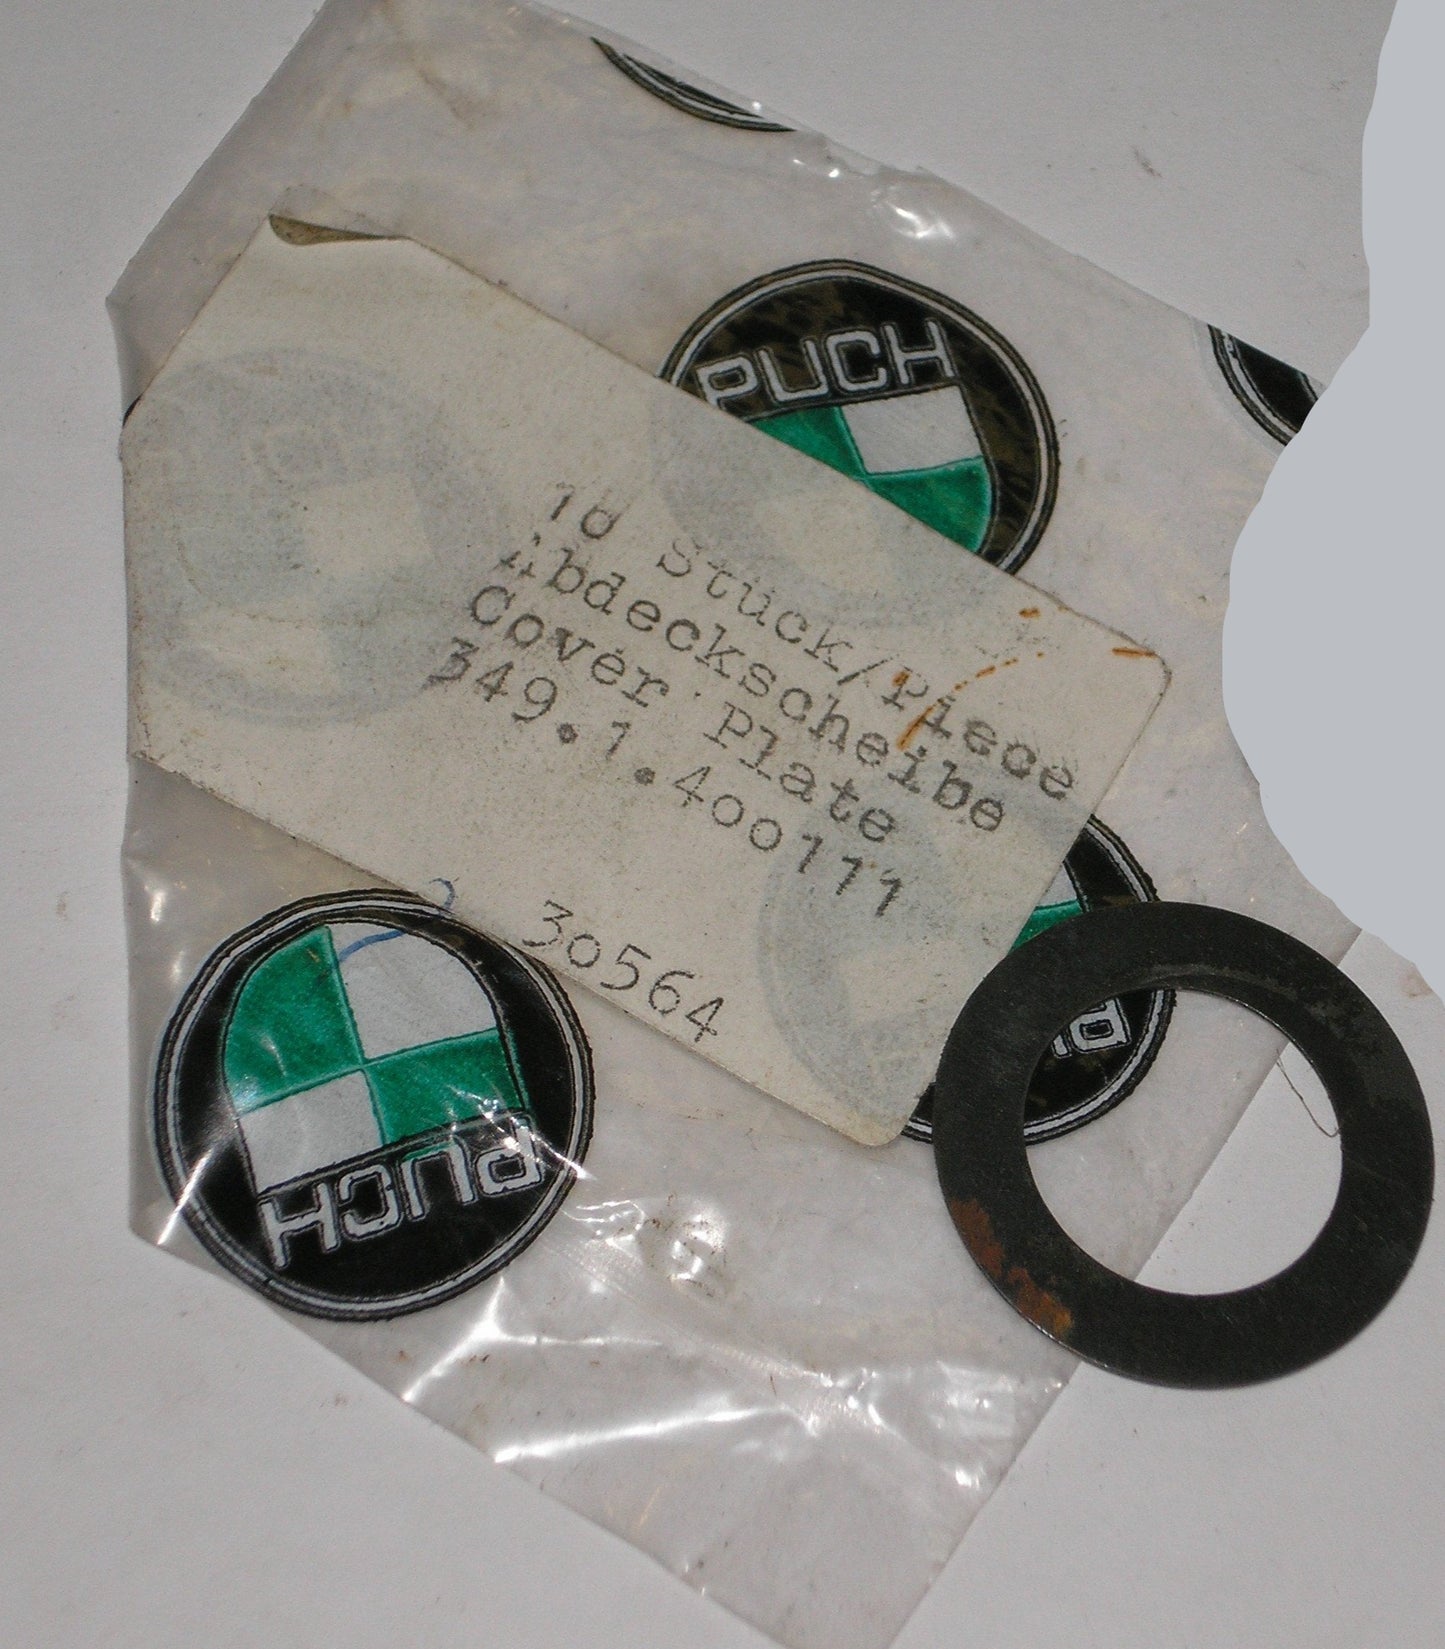 PUCH
10 Stück/Piece
Abdeckscheibe
Cover Plate
349.1.400111
30564
PUCH